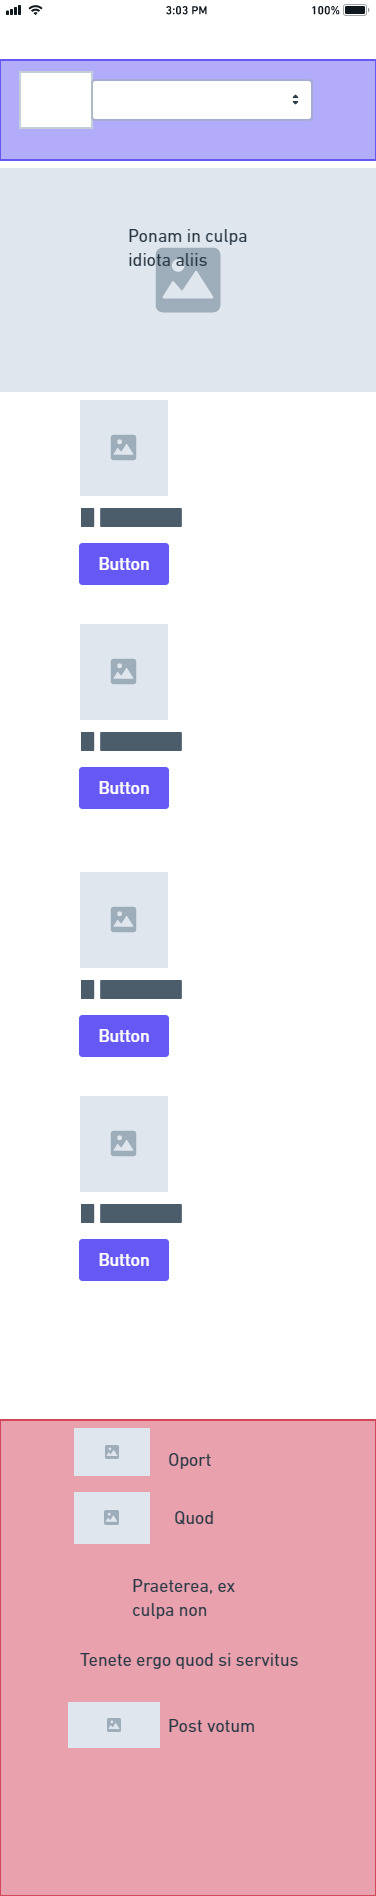 3:03 PM
100%
Ponam in culpa
idiota aliis
Button
Button
Button
Button
Oport
Quod
Praeterea, ex
culpa non
Tenete ergo quod si servitus
Post votum